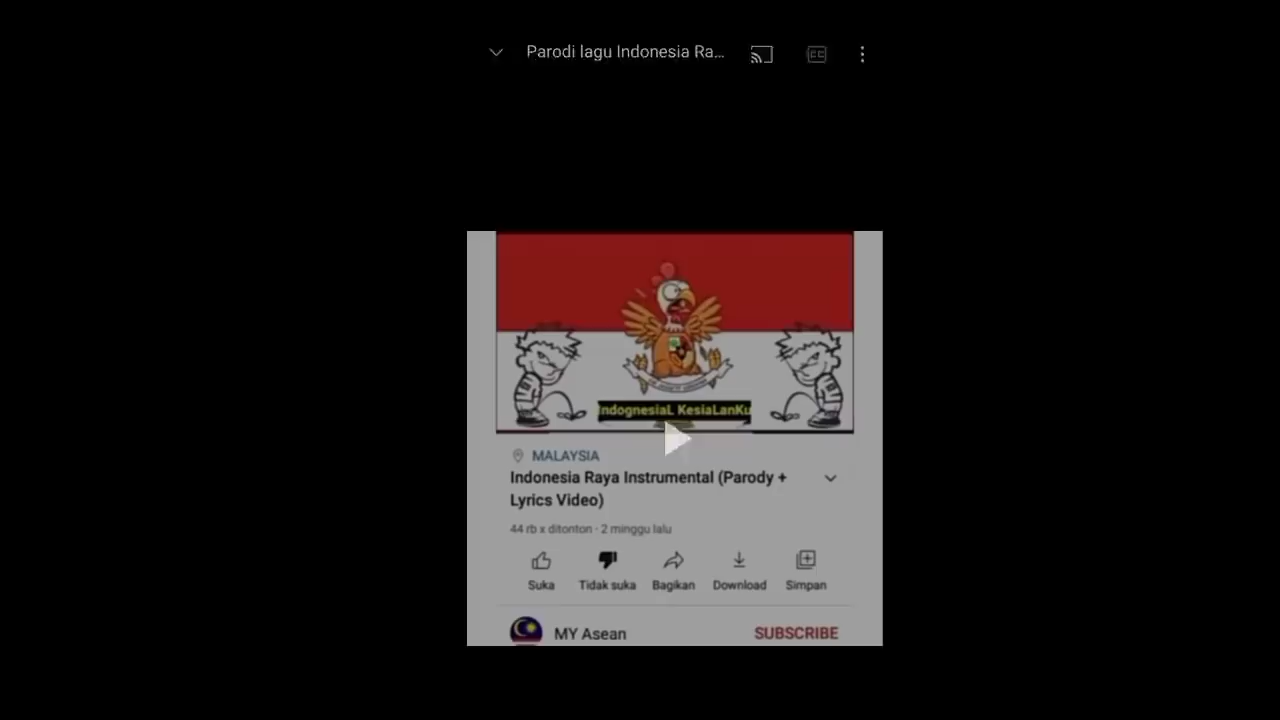 Parodi lagu Indonesia Ra...
IndognesiaL KesiaLanKu
MALAYSIA
Indonesia Raya Instrumental (Parody +
Lyrics Video)
44 rb x ditonton · 2 minggu lalu
Suka Tidak suka Bagikan Download Simpan
MY Asean SUBSCRIBE